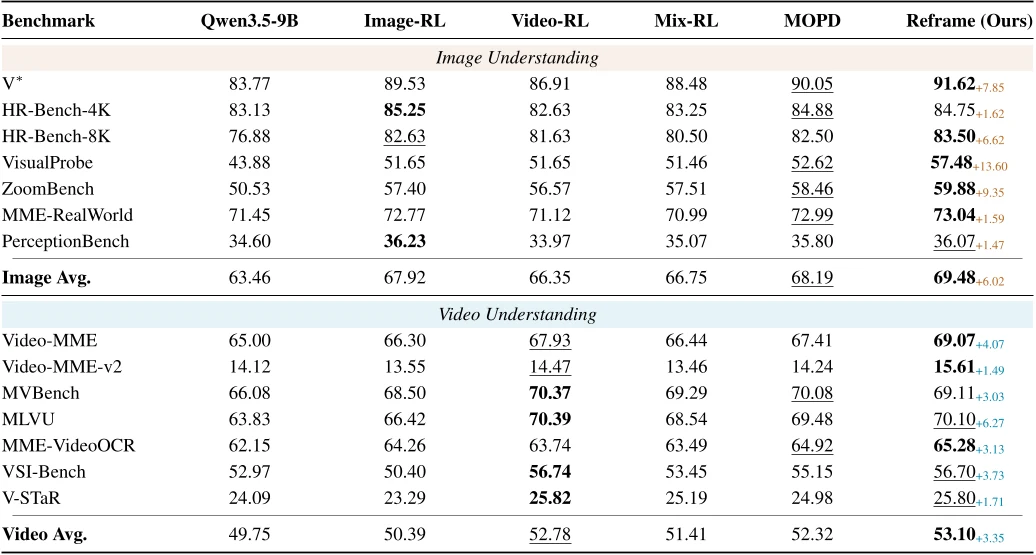 Benchmark Qwen3.5-9B Image-RL Video-RL Mix-RL MOPD Reframe (Ours)
Image Understanding
V* 83.77 89.53 86.91 88.48 90.05 91.62+7.85
HR-Bench-4K 83.13 85.25 82.63 83.25 84.88 84.75+1.62
HR-Bench-8K 76.88 82.63 81.63 80.50 82.50 83.50+6.62
VisualProbe 43.88 51.65 51.65 51.46 52.62 57.48+13.60
ZoomBench 50.53 57.40 56.57 57.51 58.46 59.88+9.35
MME-RealWorld 71.45 72.77 71.12 70.99 72.99 73.04+1.59
PerceptionBench 34.60 36.23 33.97 35.07 35.80 36.07+1.47
Image Avg. 63.46 67.92 66.35 66.75 68.19 69.48+6.02
Video Understanding
Video-MME 65.00 66.30 67.93 66.44 67.41 69.07+4.07
Video-MME-v2 14.12 13.55 14.47 13.46 14.24 15.61+1.49
MVBench 66.08 68.50 70.37 69.29 70.08 69.11+3.03
MLVU 63.83 66.42 70.39 68.54 69.48 70.10+6.27
MME-VideoOCR 62.15 64.26 63.74 63.49 64.92 65.28+3.13
VSI-Bench 52.97 50.40 56.74 53.45 55.15 56.70+3.73
V-STaR 24.09 23.29 25.82 25.19 24.98 25.80+1.71
Video Avg. 49.75 50.39 52.78 51.41 52.32 53.10+3.35